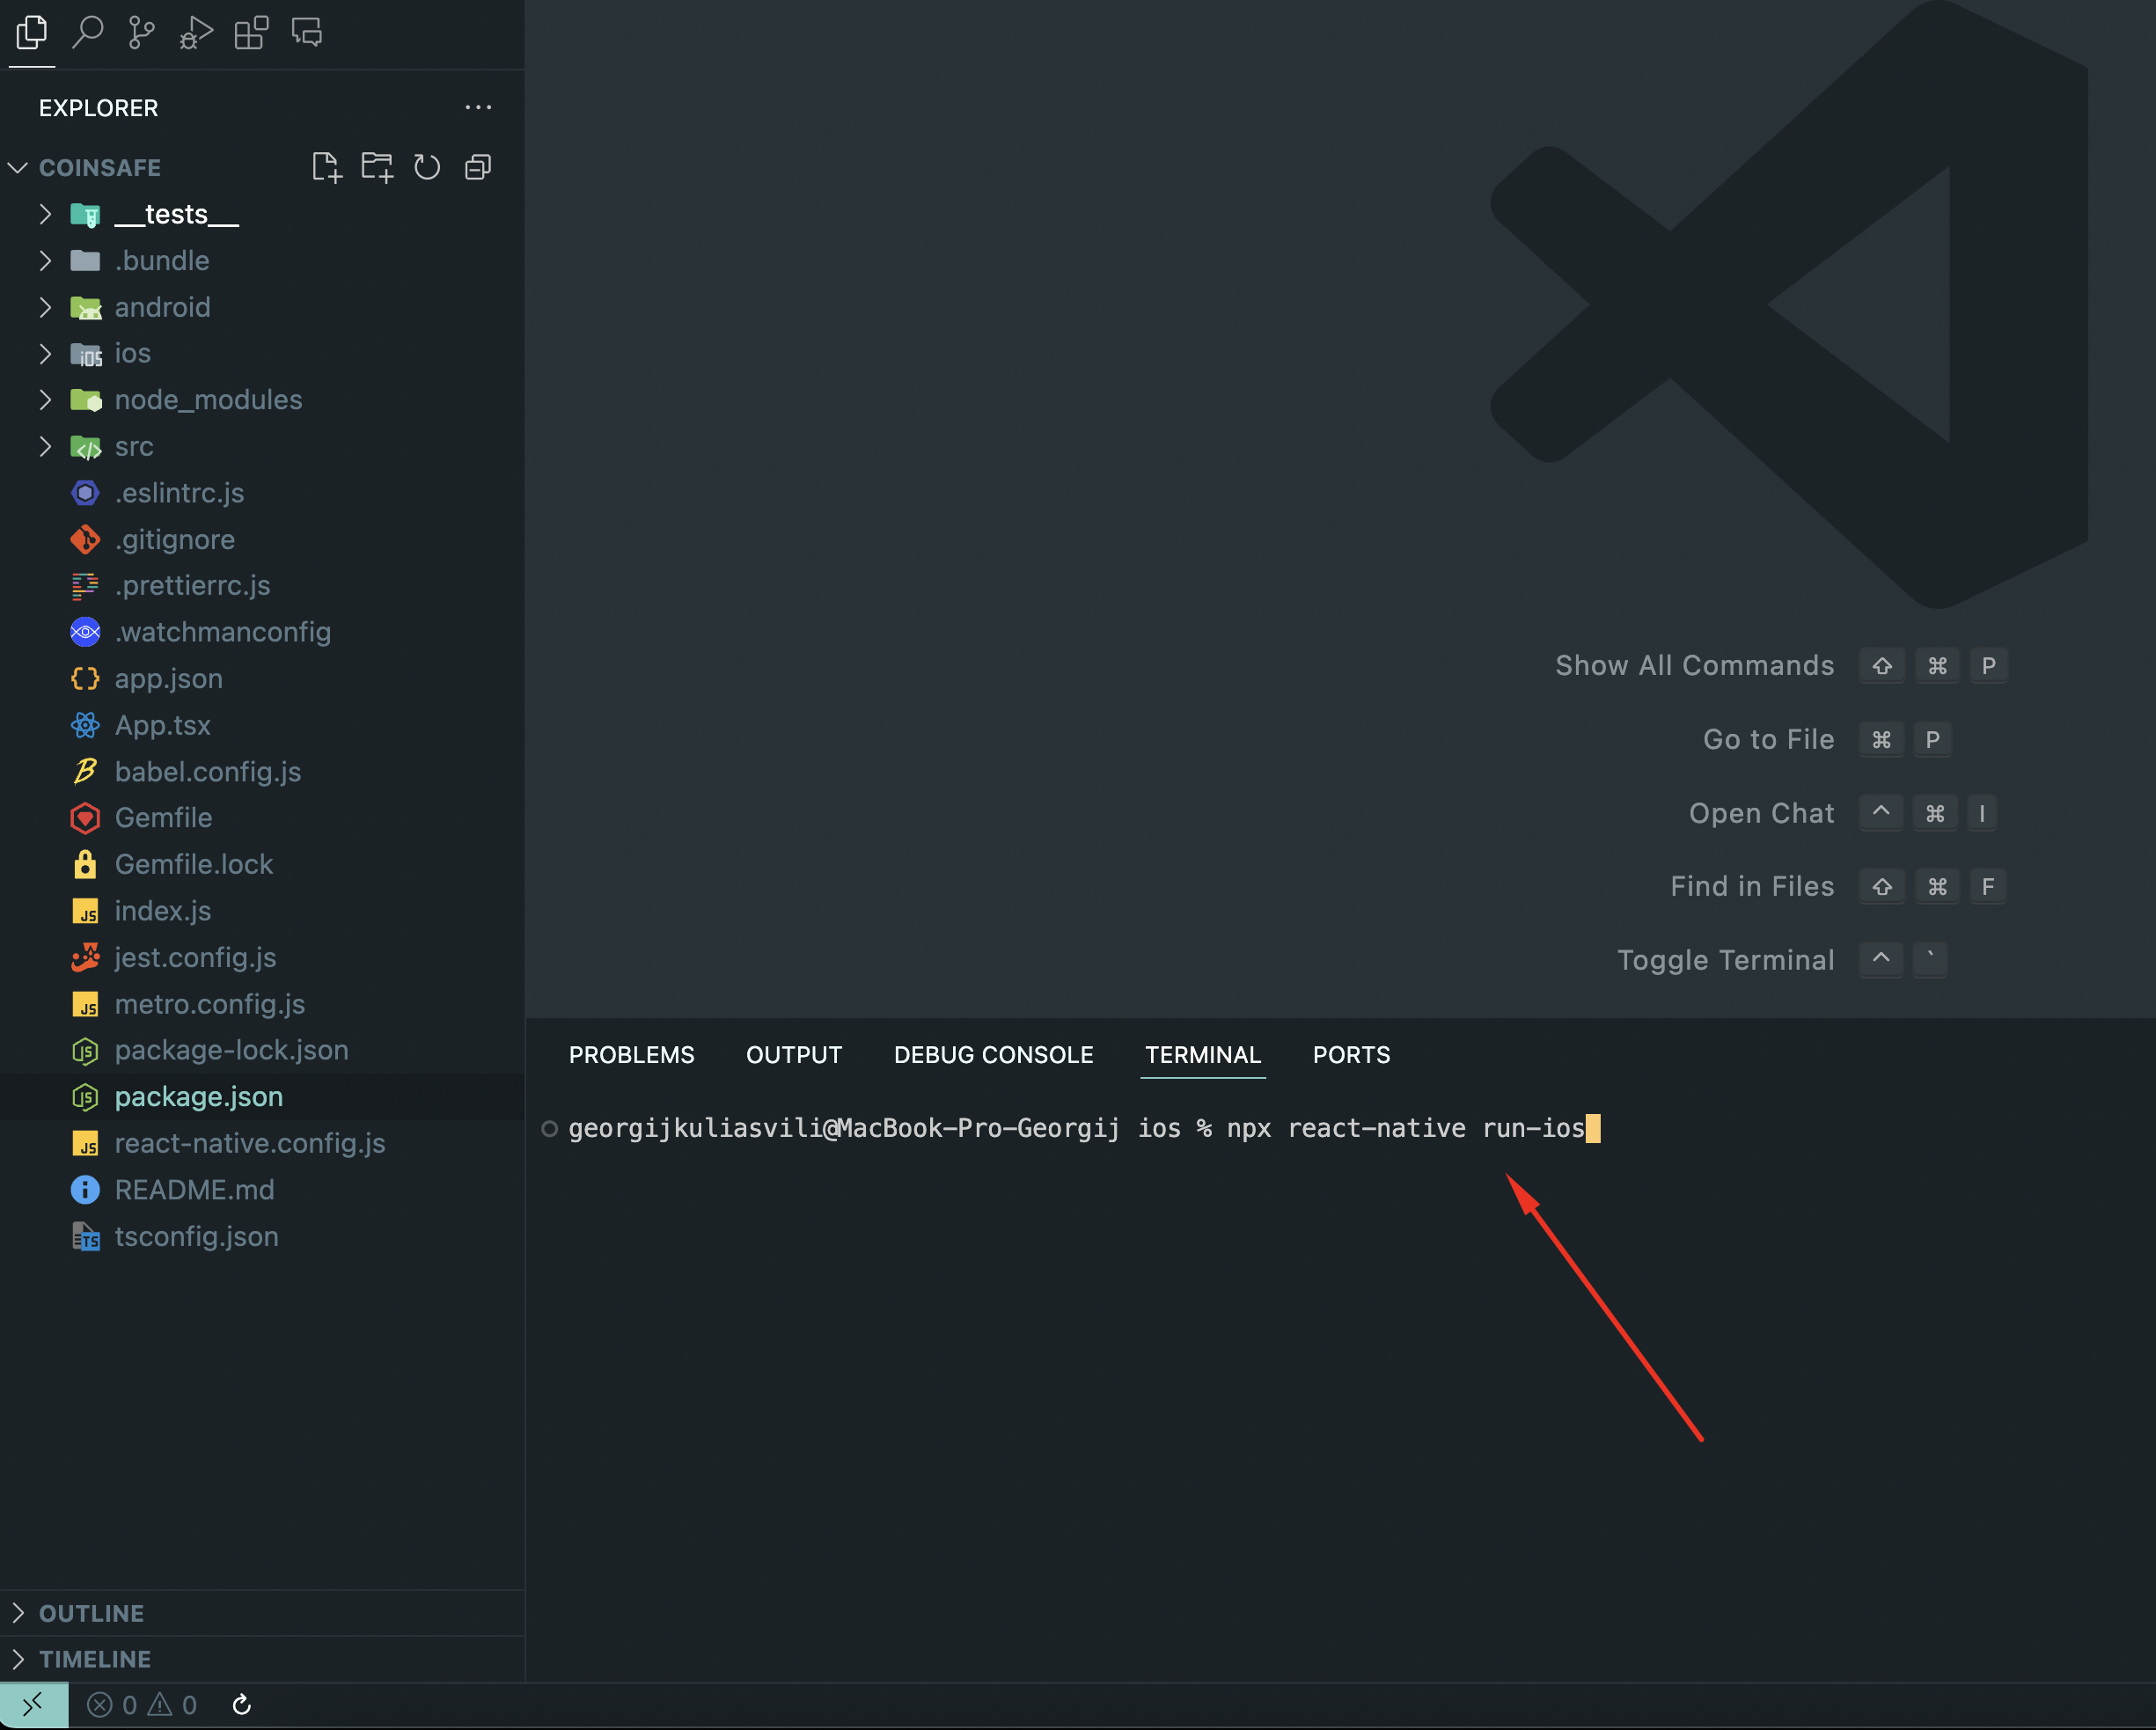 EXPLORER
COINSAFE
__tests__
.bundle
android
ios
node_modules
src
.eslintrc.js
.gitignore
.prettierrc.js
.watchmanconfig
app.json
App.tsx
babel.config.js
Gemfile
Gemfile.lock
index.js
jest.config.js
metro.config.js
package-lock.json
package.json
react-native.config.js
README.md
tsconfig.json
OUTLINE
TIMELINE
0 0
Show All Commands ⇧ ⌘ P
Go to File ⌘ P
Open Chat ^ ⌘ I
Find in Files ⇧ ⌘ F
Toggle Terminal ^ `
PROBLEMS OUTPUT DEBUG CONSOLE TERMINAL PORTS
georgijkuliasvili@MacBook-Pro-Georgij ios % npx react-native run-ios